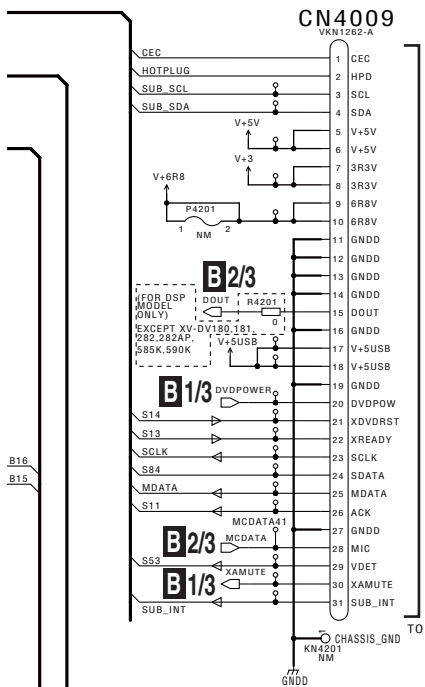 CN4009
VKN1262-A
CEC 1 CEC
HOTPLUG 2 HPD
SUB_SCL 3 SCL
SUB_SDA 4 SDA
V+5V 5 V+5V
6 V+5V
V+3 7 3R3V
8 3R3V
V+6R8 9 6R8V
P4201
1 2 10 6R8V
NM
11 GNDD
12 GNDD
13 GNDD
B 2/3 14 GNDD
(FOR DSP
MODEL
ONLY)
DOUT R4201 15 DOUT
0
EXCEPT XV-DV180,181,
282,282AP,
585K,590K
16 GNDD
V+5USB 17 V+5USB
18 V+5USB
19 GNDD
B 1/3 DVDPOWER 20 DVDPOW
S14 21 XDVDRST
S13 22 XREADY
SCLK 23 SCLK
B16 S84 24 SDATA
B15 MDATA 25 MDATA
S11 26 ACK
MCDATA41 27 GNDD
B 2/3 MCDATA 28 MIC
S53 29 VDET
B 1/3 XAMUTE 30 XAMUTE
SUB_INT 31 SUB_INT
TO
1 CHASSIS_GND
KN4201
NM
GNDD